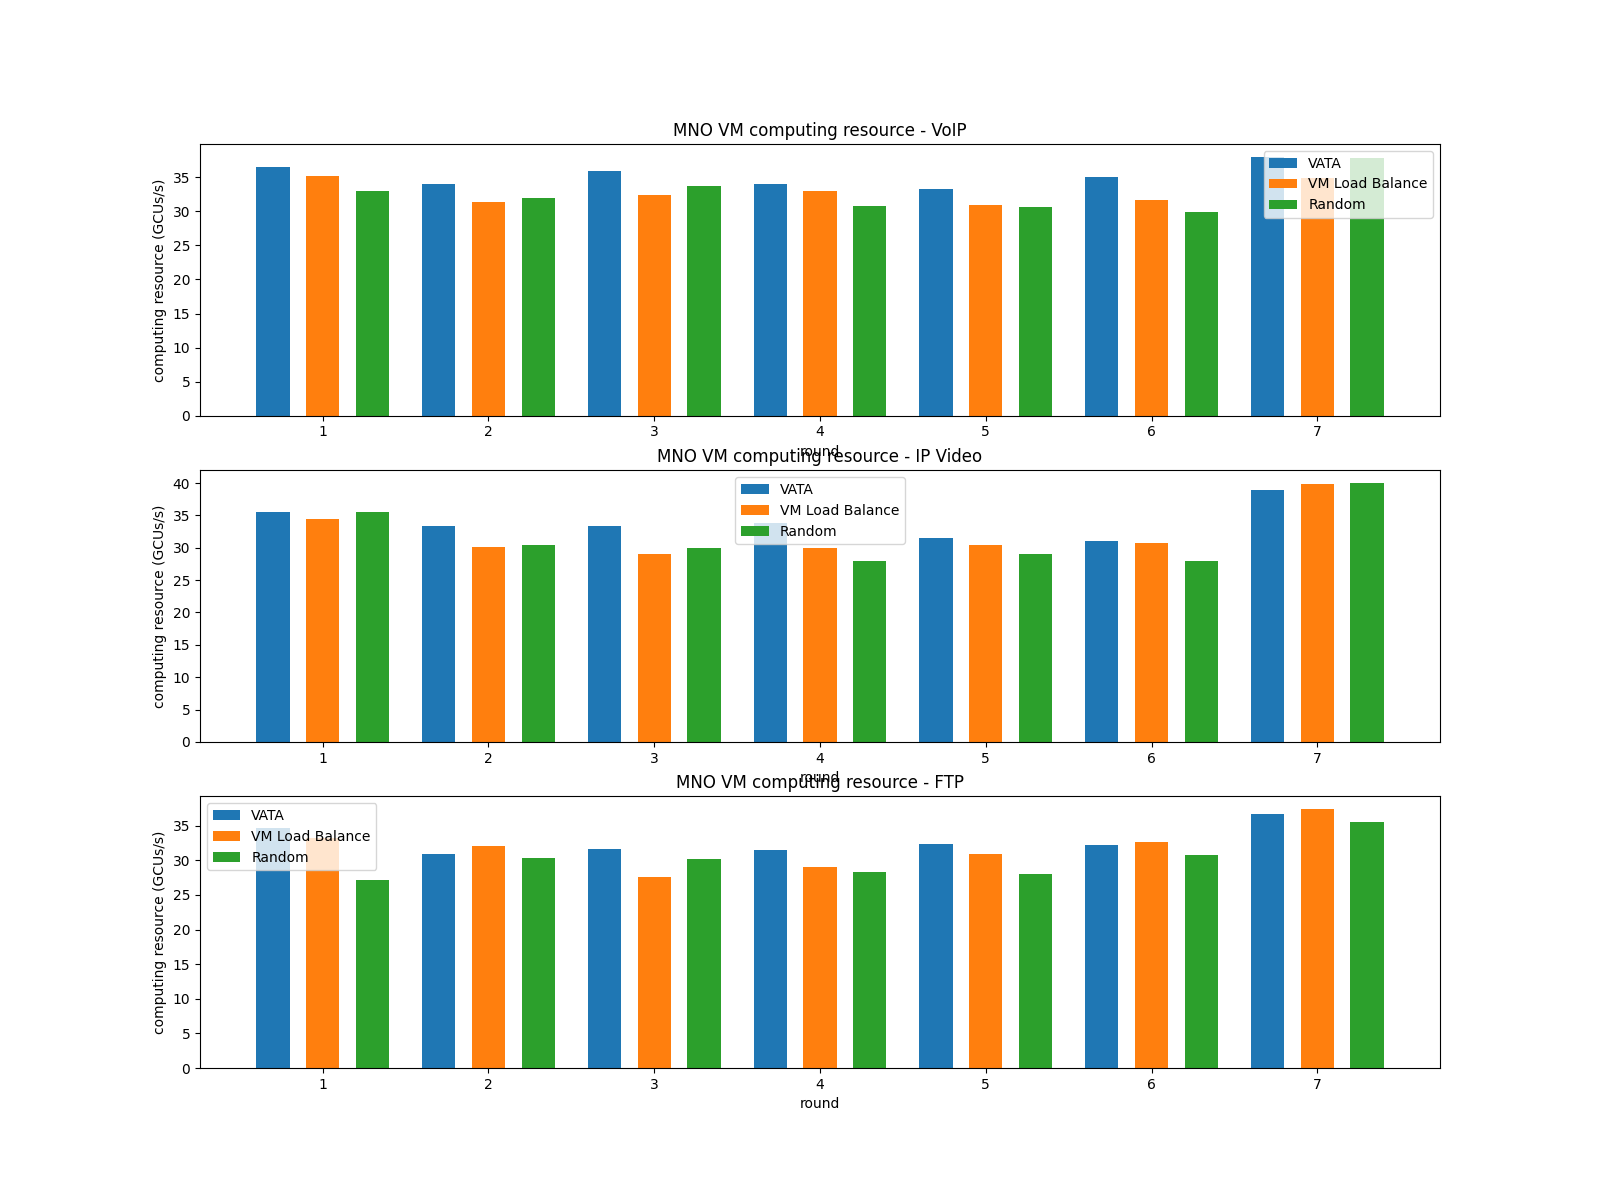 MNO VM computing resource - VoIP
computing resource (GCUs/s)
35
30
25
20
15
10
5
0
VATA
VM Load Balance
Random
1 2 3 4 5 6 7
round
MNO VM computing resource - IP Video
computing resource (GCUs/s)
40
35
30
25
20
15
10
5
0
VATA
VM Load Balance
Random
1 2 3 4 5 6 7
round
MNO VM computing resource - FTP
computing resource (GCUs/s)
35
30
25
20
15
10
5
0
VATA
VM Load Balance
Random
1 2 3 4 5 6 7
round